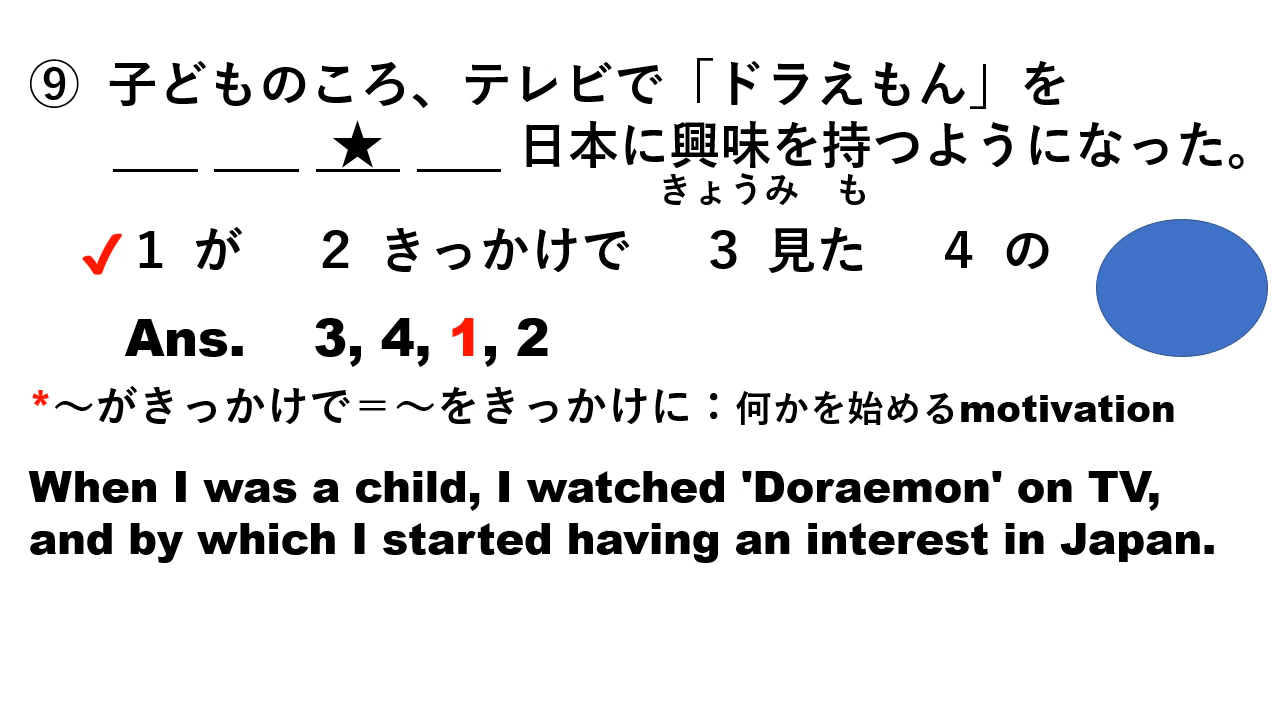 ⑨ 子どものころ、テレビで「ドラえもん」を
＿＿ ＿＿ ＿★＿ ＿＿ 日本に興味を持つようになった。
きょうみ も
✓1 が 2 きっかけで 3 見た 4 の
Ans. 3, 4, 1, 2
*～がきっかけで＝～をきっかけに：何かを始めるmotivation
When I was a child, I watched 'Doraemon' on TV,
and by which I started having an interest in Japan.